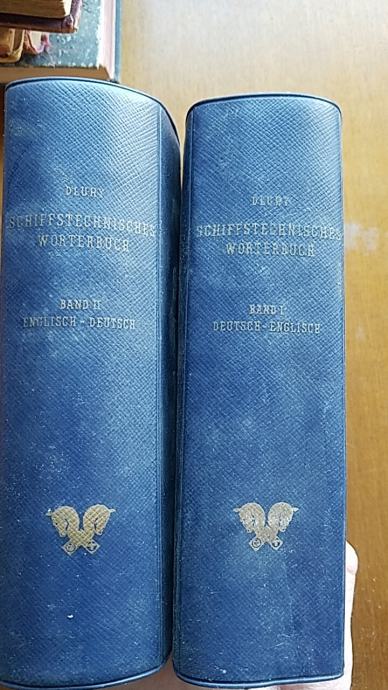 DLUHY
SCHIFFSTECHNISCHES
WÖRTERBUCH
BAND II
ENGLISCH - DEUTSCH
DLUHY
SCHIFFSTECHNISCHES
WÖRTERBUCH
BAND I
DEUTSCH - ENGLISCH